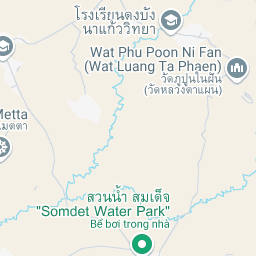 โรงเรียนดงบัง
นาแก้ววิทยา
Wat Phu Poon Ni Fan
(Wat Luang Ta Phaen)
วัดภูปูนในฝัน
(วัดหลวงตาแผน)
Metta
เมตตา
สวนน้ำ สมเด็จ
"Somdet Water Park"
Bể bơi trong nhà